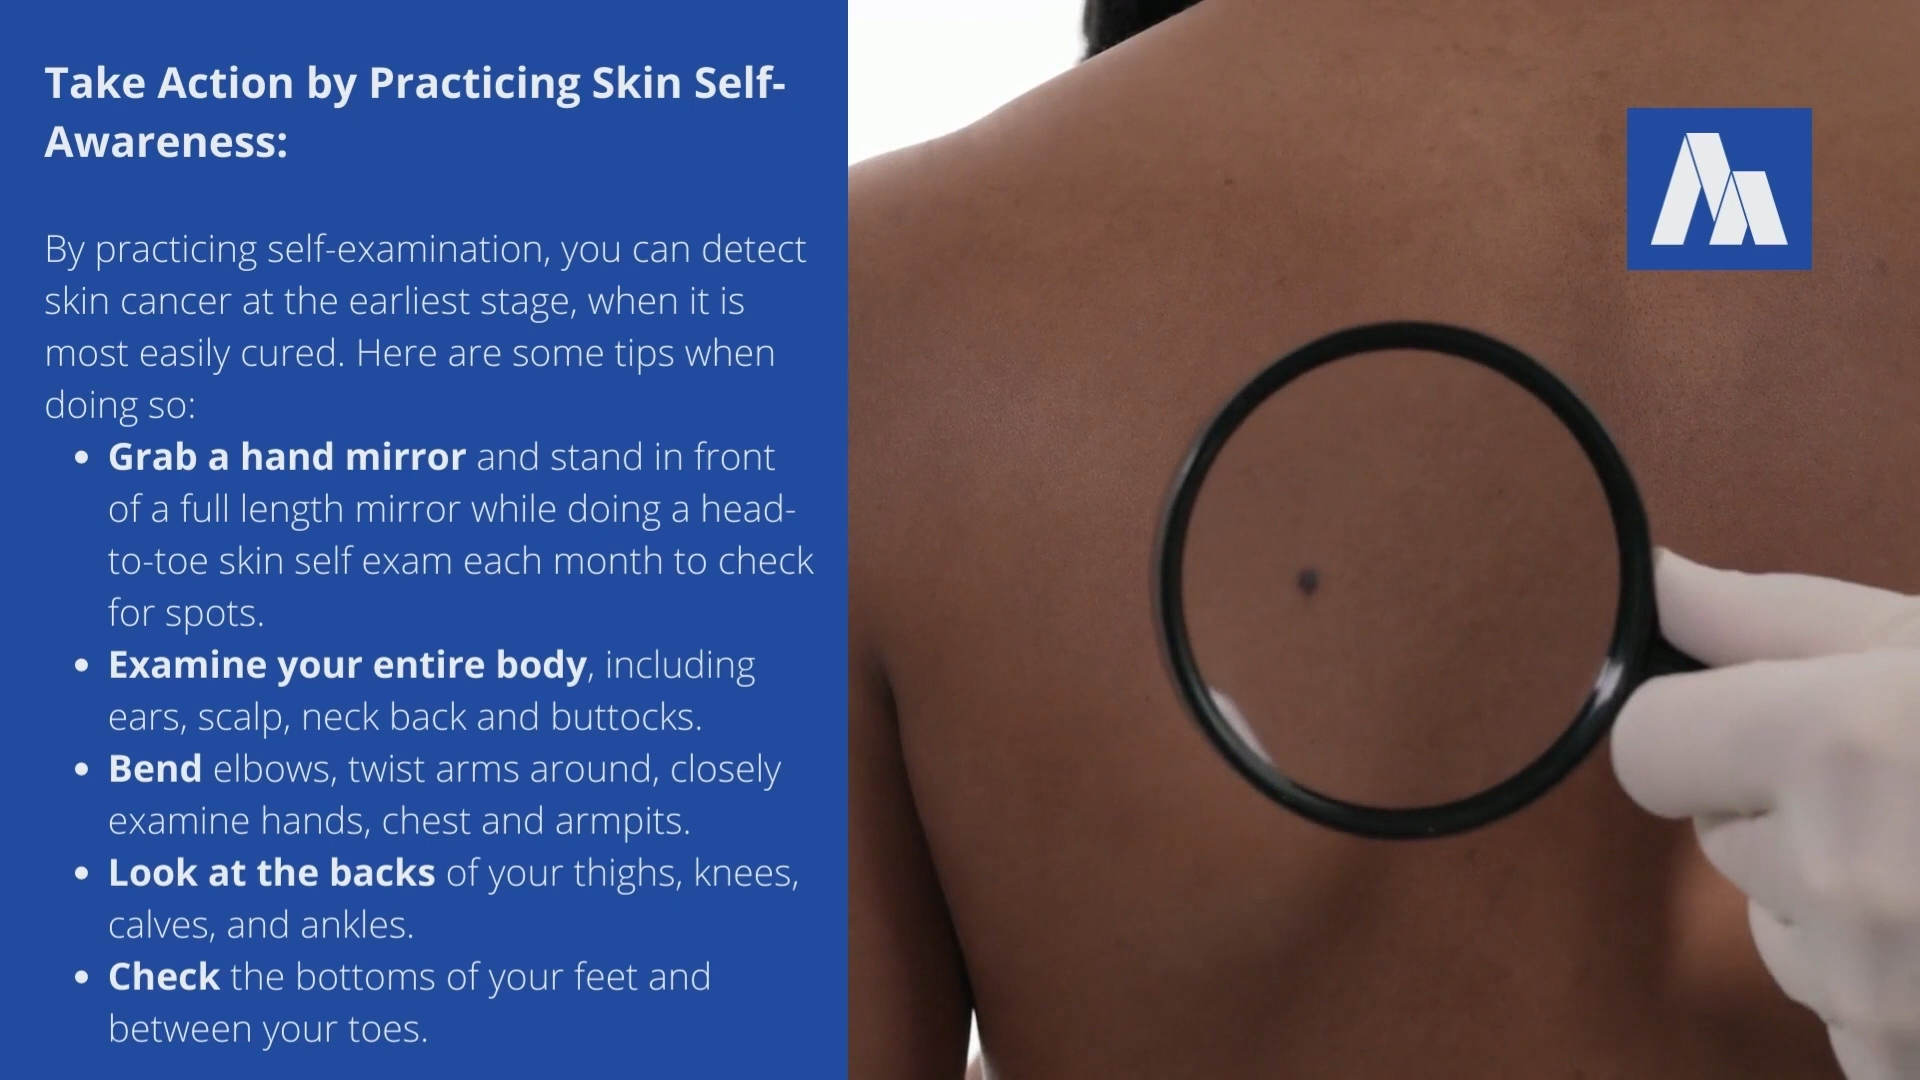 Take Action by Practicing Skin Self-
Awareness:
By practicing self-examination, you can detect
skin cancer at the earliest stage, when it is
most easily cured. Here are some tips when
doing so:
• Grab a hand mirror and stand in front
of a full length mirror while doing a head-
to-toe skin self exam each month to check
for spots.
• Examine your entire body, including
ears, scalp, neck back and buttocks.
• Bend elbows, twist arms around, closely
examine hands, chest and armpits.
• Look at the backs of your thighs, knees,
calves, and ankles.
• Check the bottoms of your feet and
between your toes.